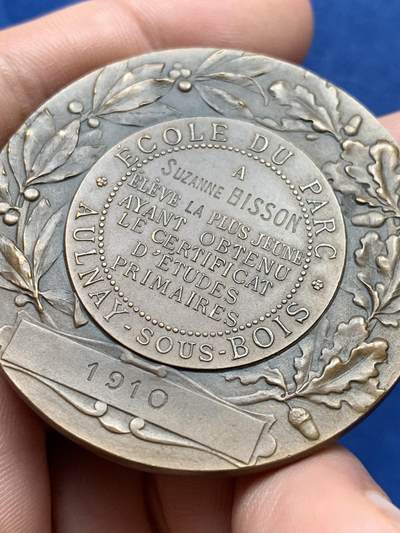 ÉCOLE DU PARC
A
SUZANNE BISSON
ÉLÈVE LA PLUS JEUNE
AYANT OBTENU
LE CERTIFICAT
D'ÉTUDES
PRIMAIRES
AULNAY-SOUS-BOIS
1910